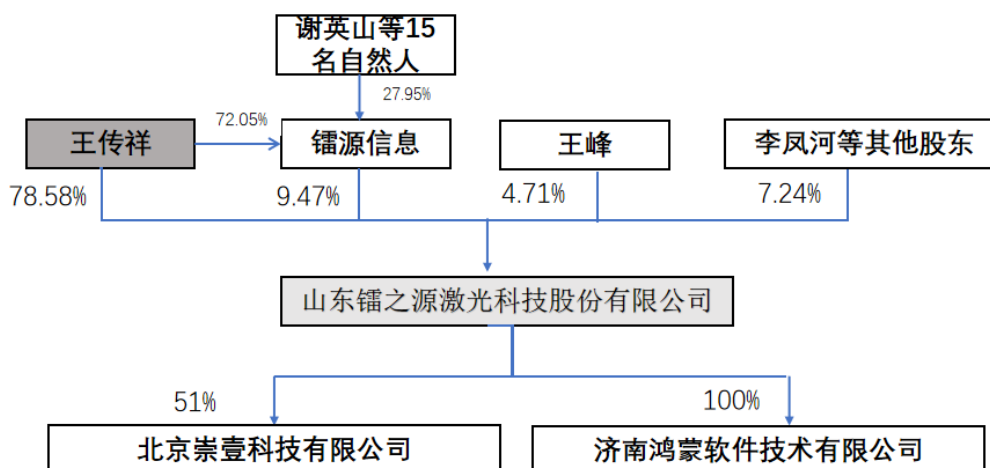 谢英山等15
名自然人
27.95%
72.05%
王传祥
镭源信息
王峰
李凤河等其他股东
78.58%
9.47%
4.71%
7.24%
山东镭之源激光科技股份有限公司
51%
100%
北京崇壹科技有限公司
济南鸿蒙软件技术有限公司